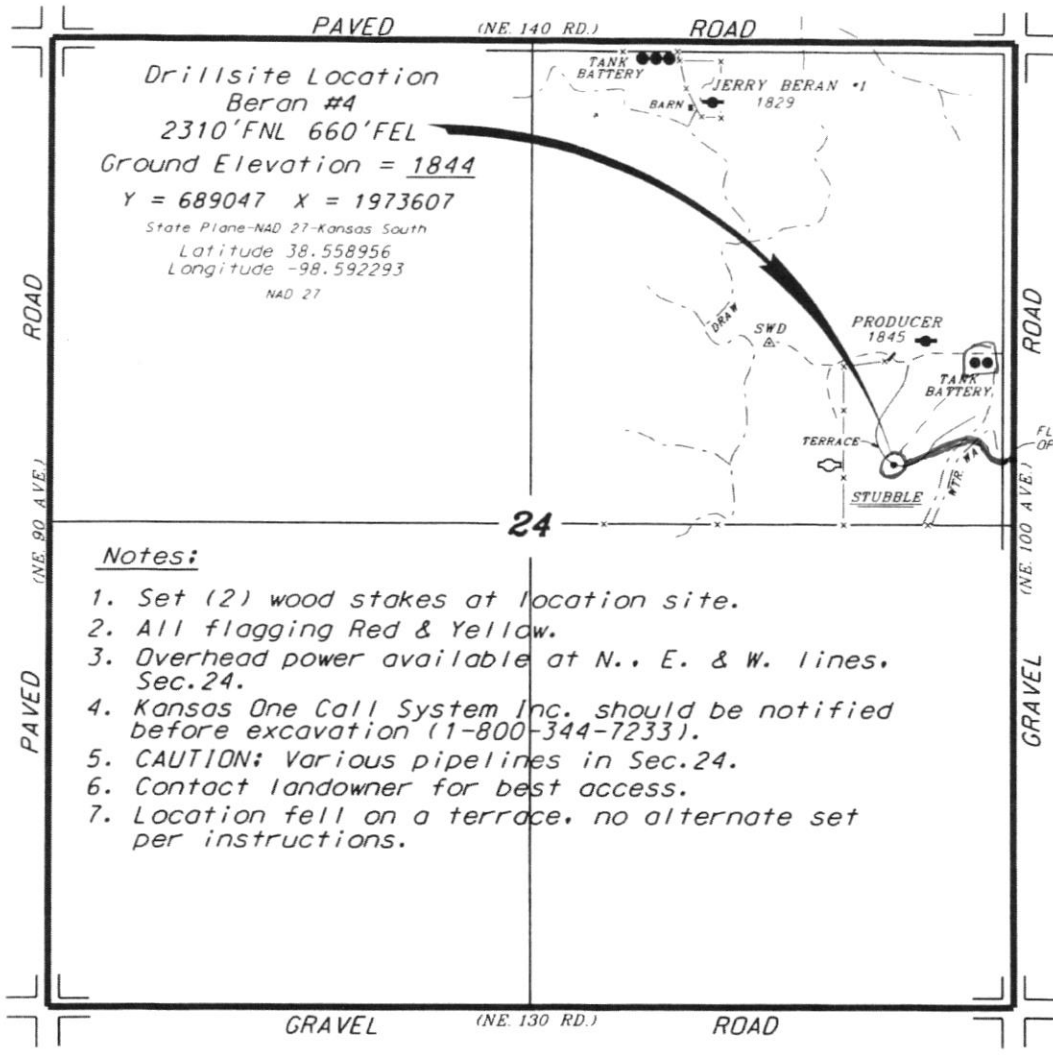 PAVED (NE. 140 RD.) ROAD
Drillsite Location
Beran #4
2310'FNL 660'FEL
Ground Elevation = 1844
Y = 689047 X = 1973607
State Plane-NAD 27-Kansas South
Latitude 38.558956
Longitude -98.592293
NAD 27
TANK
BATTERY
JERRY BERAN #1
1829
BARN
ROAD
(NE. 90 AVE.)
PAVED
DRAW
SWD
PRODUCER
1845
TANK
BATTERY
TERRACE
WTR. WA
STUBBLE
FL
OF
ROAD
(NE. 100 AVE.)
GRAVEL
24
Notes:
1. Set (2) wood stakes at location site.
2. All flagging Red & Yellow.
3. Overhead power available at N., E. & W. lines,
Sec.24.
4. Kansas One Call System Inc. should be notified
before excavation (1-800-344-7233).
5. CAUTION: Various pipelines in Sec.24.
6. Contact landowner for best access.
7. Location fell on a terrace, no alternate set
per instructions.
GRAVEL (NE. 130 RD.) ROAD